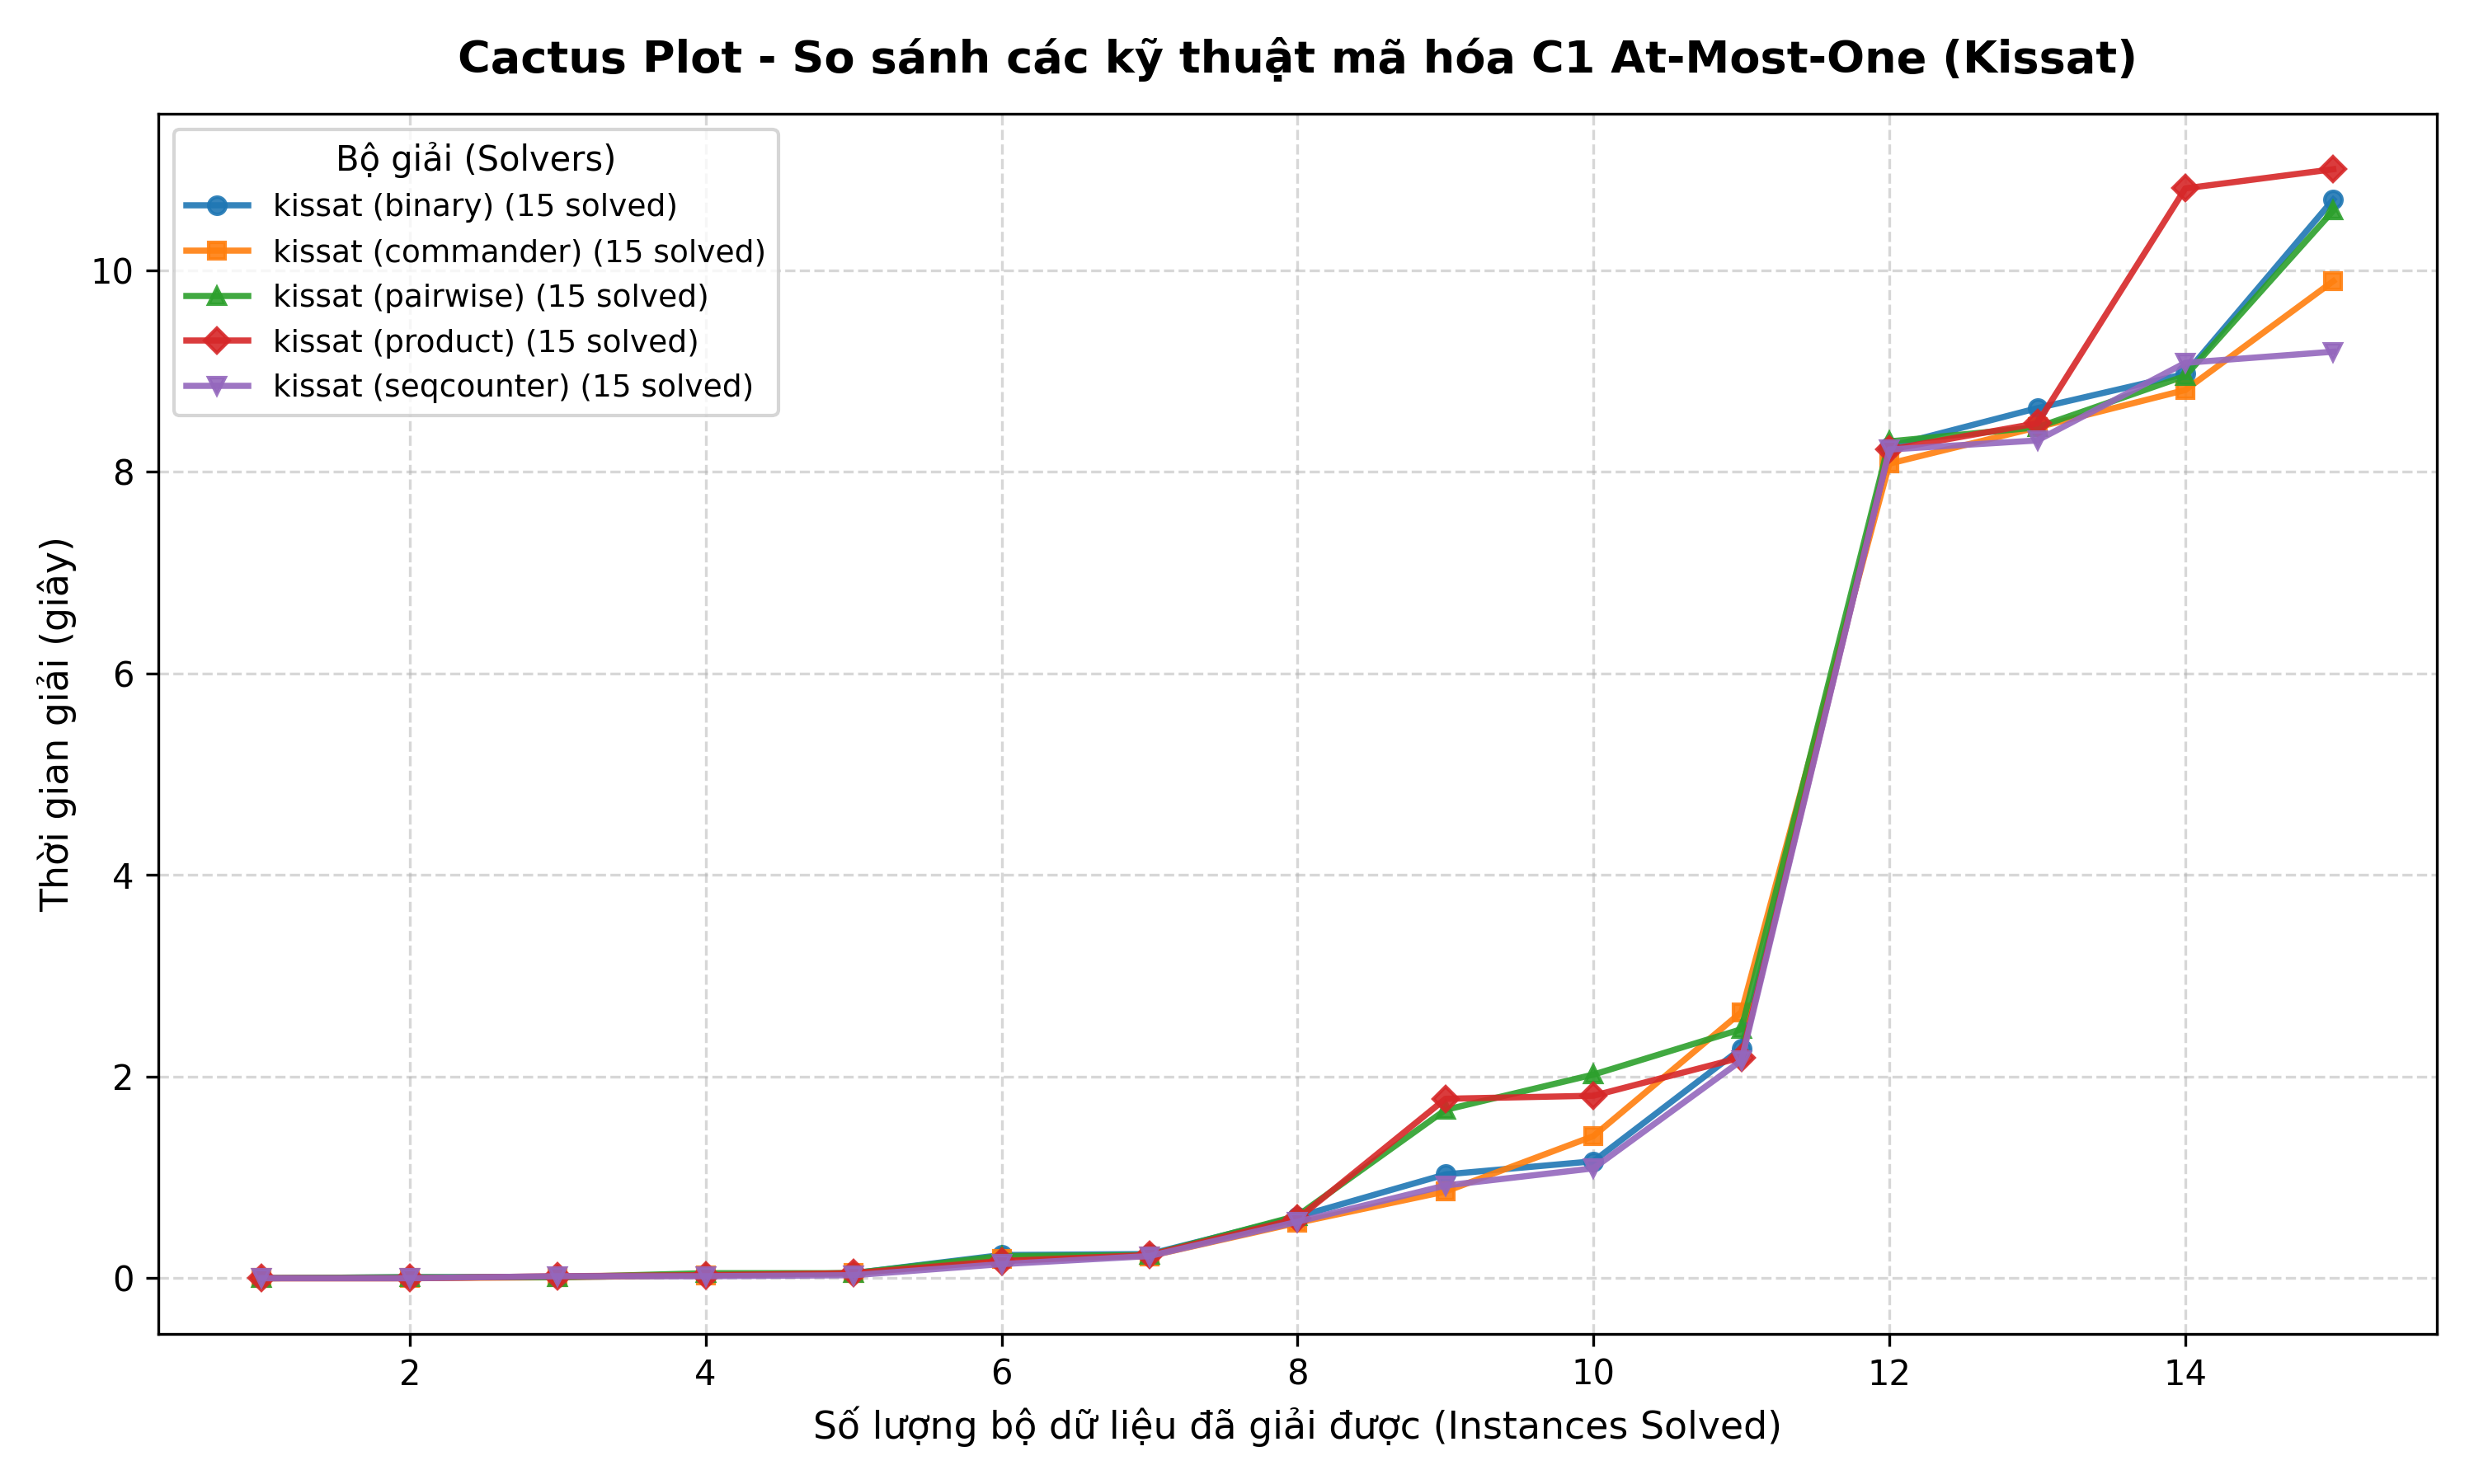 Cactus Plot - So sánh các kỹ thuật mã hóa C1 At-Most-One (Kissat)
Bộ giải (Solvers)
kissat (binary) (15 solved)
kissat (commander) (15 solved)
kissat (pairwise) (15 solved)
kissat (product) (15 solved)
kissat (seqcounter) (15 solved)
Thời gian giải (giây)
10
8
6
4
2
0
2 4 6 8 10 12 14
Số lượng bộ dữ liệu đã giải được (Instances Solved)